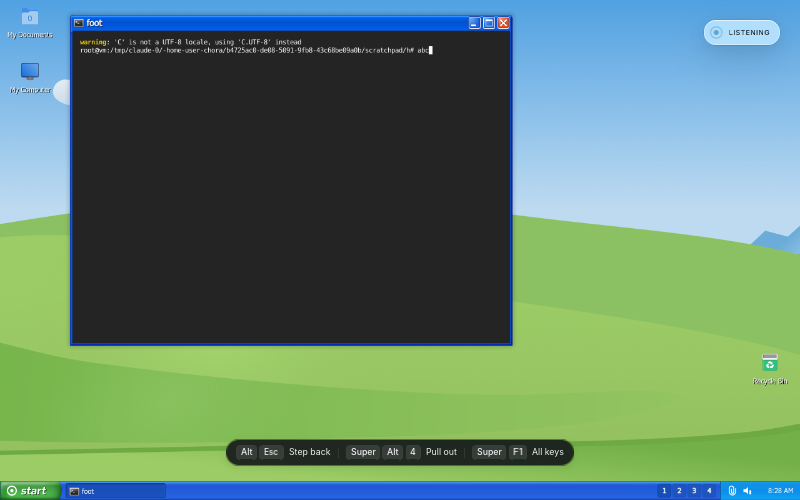 My Documents
My Computer
foot
warning: 'C' is not a UTF-8 locale, using 'C.UTF-8' instead
root@vm:/tmp/claude-0/-home-user-chora/b4725ac0-de08-5091-9fb8-43c68be09a0b/scratchpad/h# abc
LISTENING
Recycle Bin
Alt Esc Step back Super Alt 4 Pull out Super F1 All keys
start foot 1 2 3 4 8:28 AM